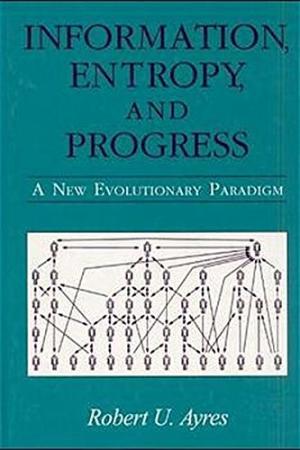 INFORMATION,
ENTROPY,
AND
PROGRESS
A NEW EVOLUTIONARY PARADIGM
Robert U. Ayres